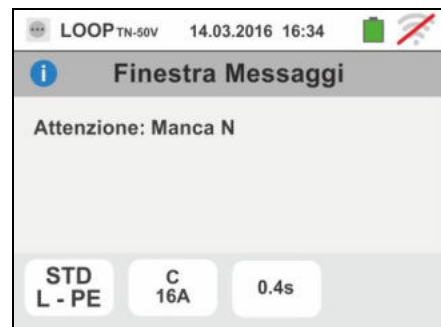 LOOP TN-50V 14.03.2016 16:34
i Finestra Messaggi
Attenzione: Manca N
STD
L - PE
C
16A
0.4s